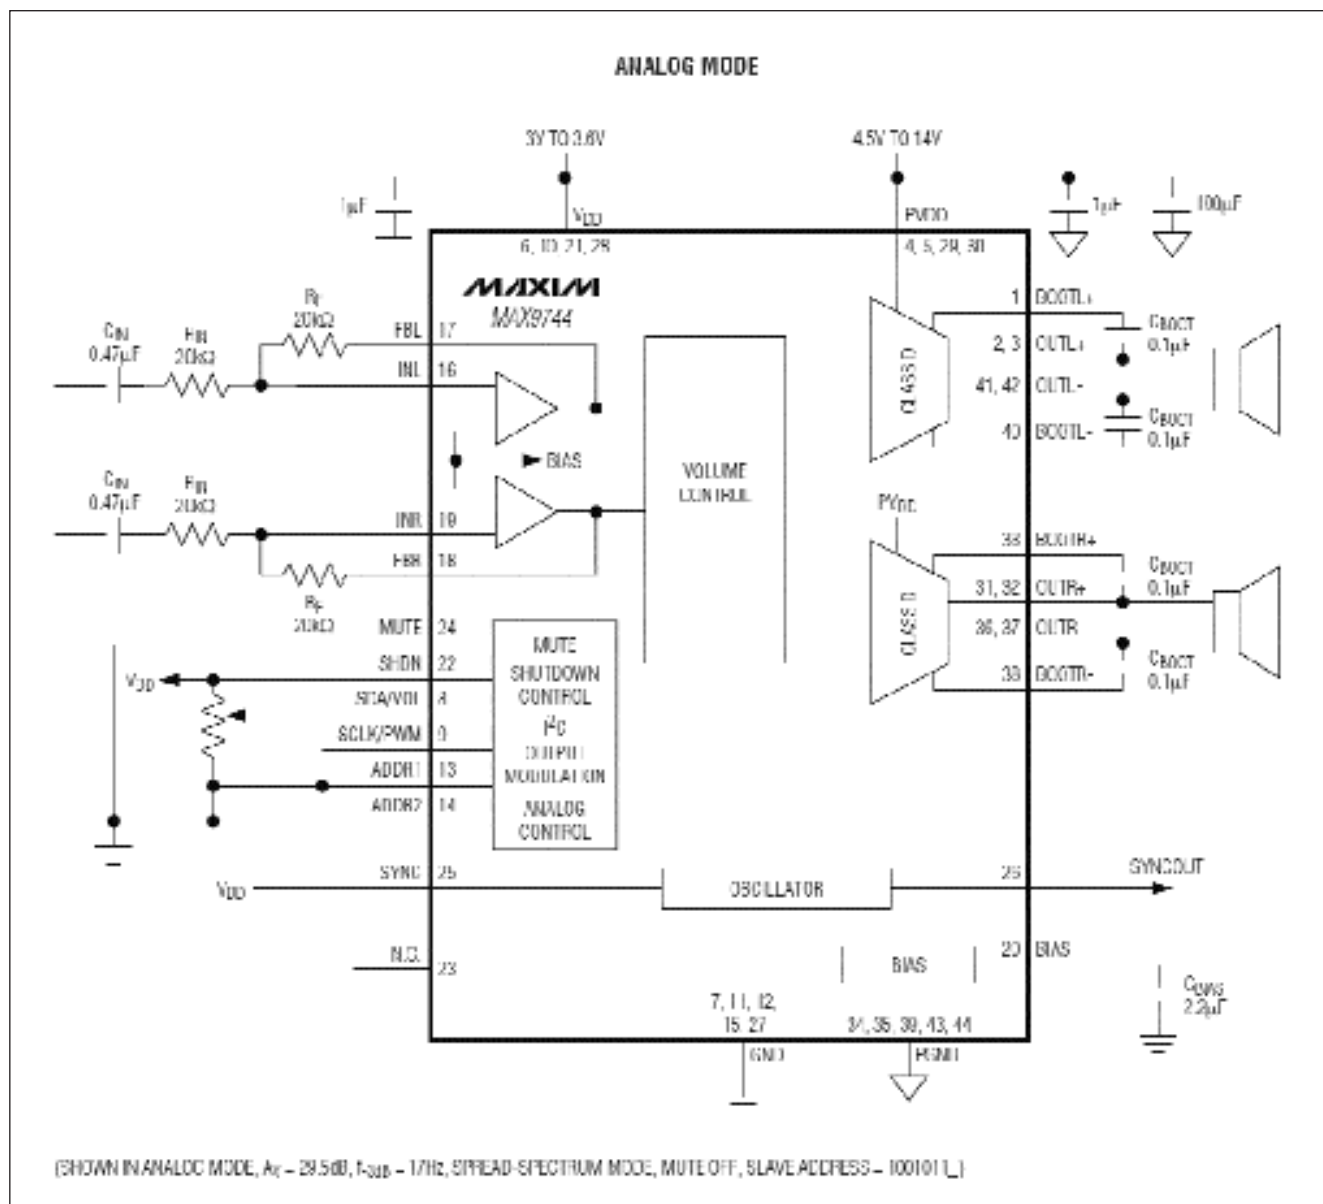 ANALOG MODE
3V TO 3.6V
4.5V TO 14V
1µF
VDD
PVDD
1µF
100µF
6, 10, 21, 28
4, 5, 29, 30
MAXIM
MAX9744
RF
20kΩ
CIN
0.47µF
RIN
20kΩ
FBL 17
INL 16
1 BOOTL+
CBOOT
0.1µF
2, 3 OUTL+
CLASS D
41, 42 OUTL-
CBOOT
0.1µF
40 BOOTL-
BIAS
VOLUME
CONTROL
CIN
0.47µF
RIN
20kΩ
INR 19
FBR 18
RF
20kΩ
PVDD
33 BOOTR+
CBOOT
0.1µF
31, 32 OUTR+
CLASS D
36, 37 OUTR
CBOOT
0.1µF
38 BOOTR-
MUTE 24
SHDN 22
VDD
SDA/VOL 8
SCLK/PWM 9
ADDR1 13
ADDR2 14
MUTE
SHUTDOWN
CONTROL
I²C
OUTPUT
MODULATION
ANALOG
CONTROL
SYNC 25
VDD
OSCILLATOR
26
SYNCOUT
N.C.
23
BIAS
20 BIAS
CBIAS
2.2µF
7, 11, 12,
15, 27
34, 35, 39, 43, 44
GND
PGND
(SHOWN IN ANALOG MODE, AV = 29.5dB, f-3dB = 17Hz, SPREAD-SPECTRUM MODE, MUTE OFF, SLAVE ADDRESS = 1001011_)